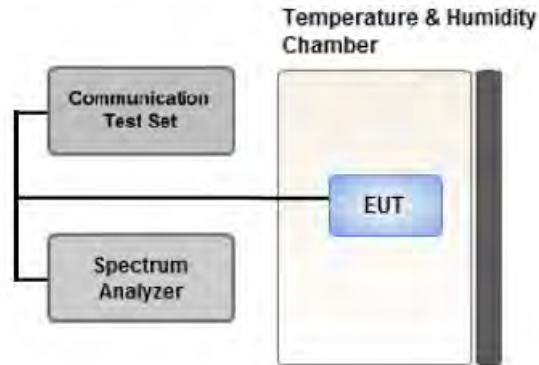 Temperature & Humidity
Chamber
Communication
Test Set
EUT
Spectrum
Analyzer